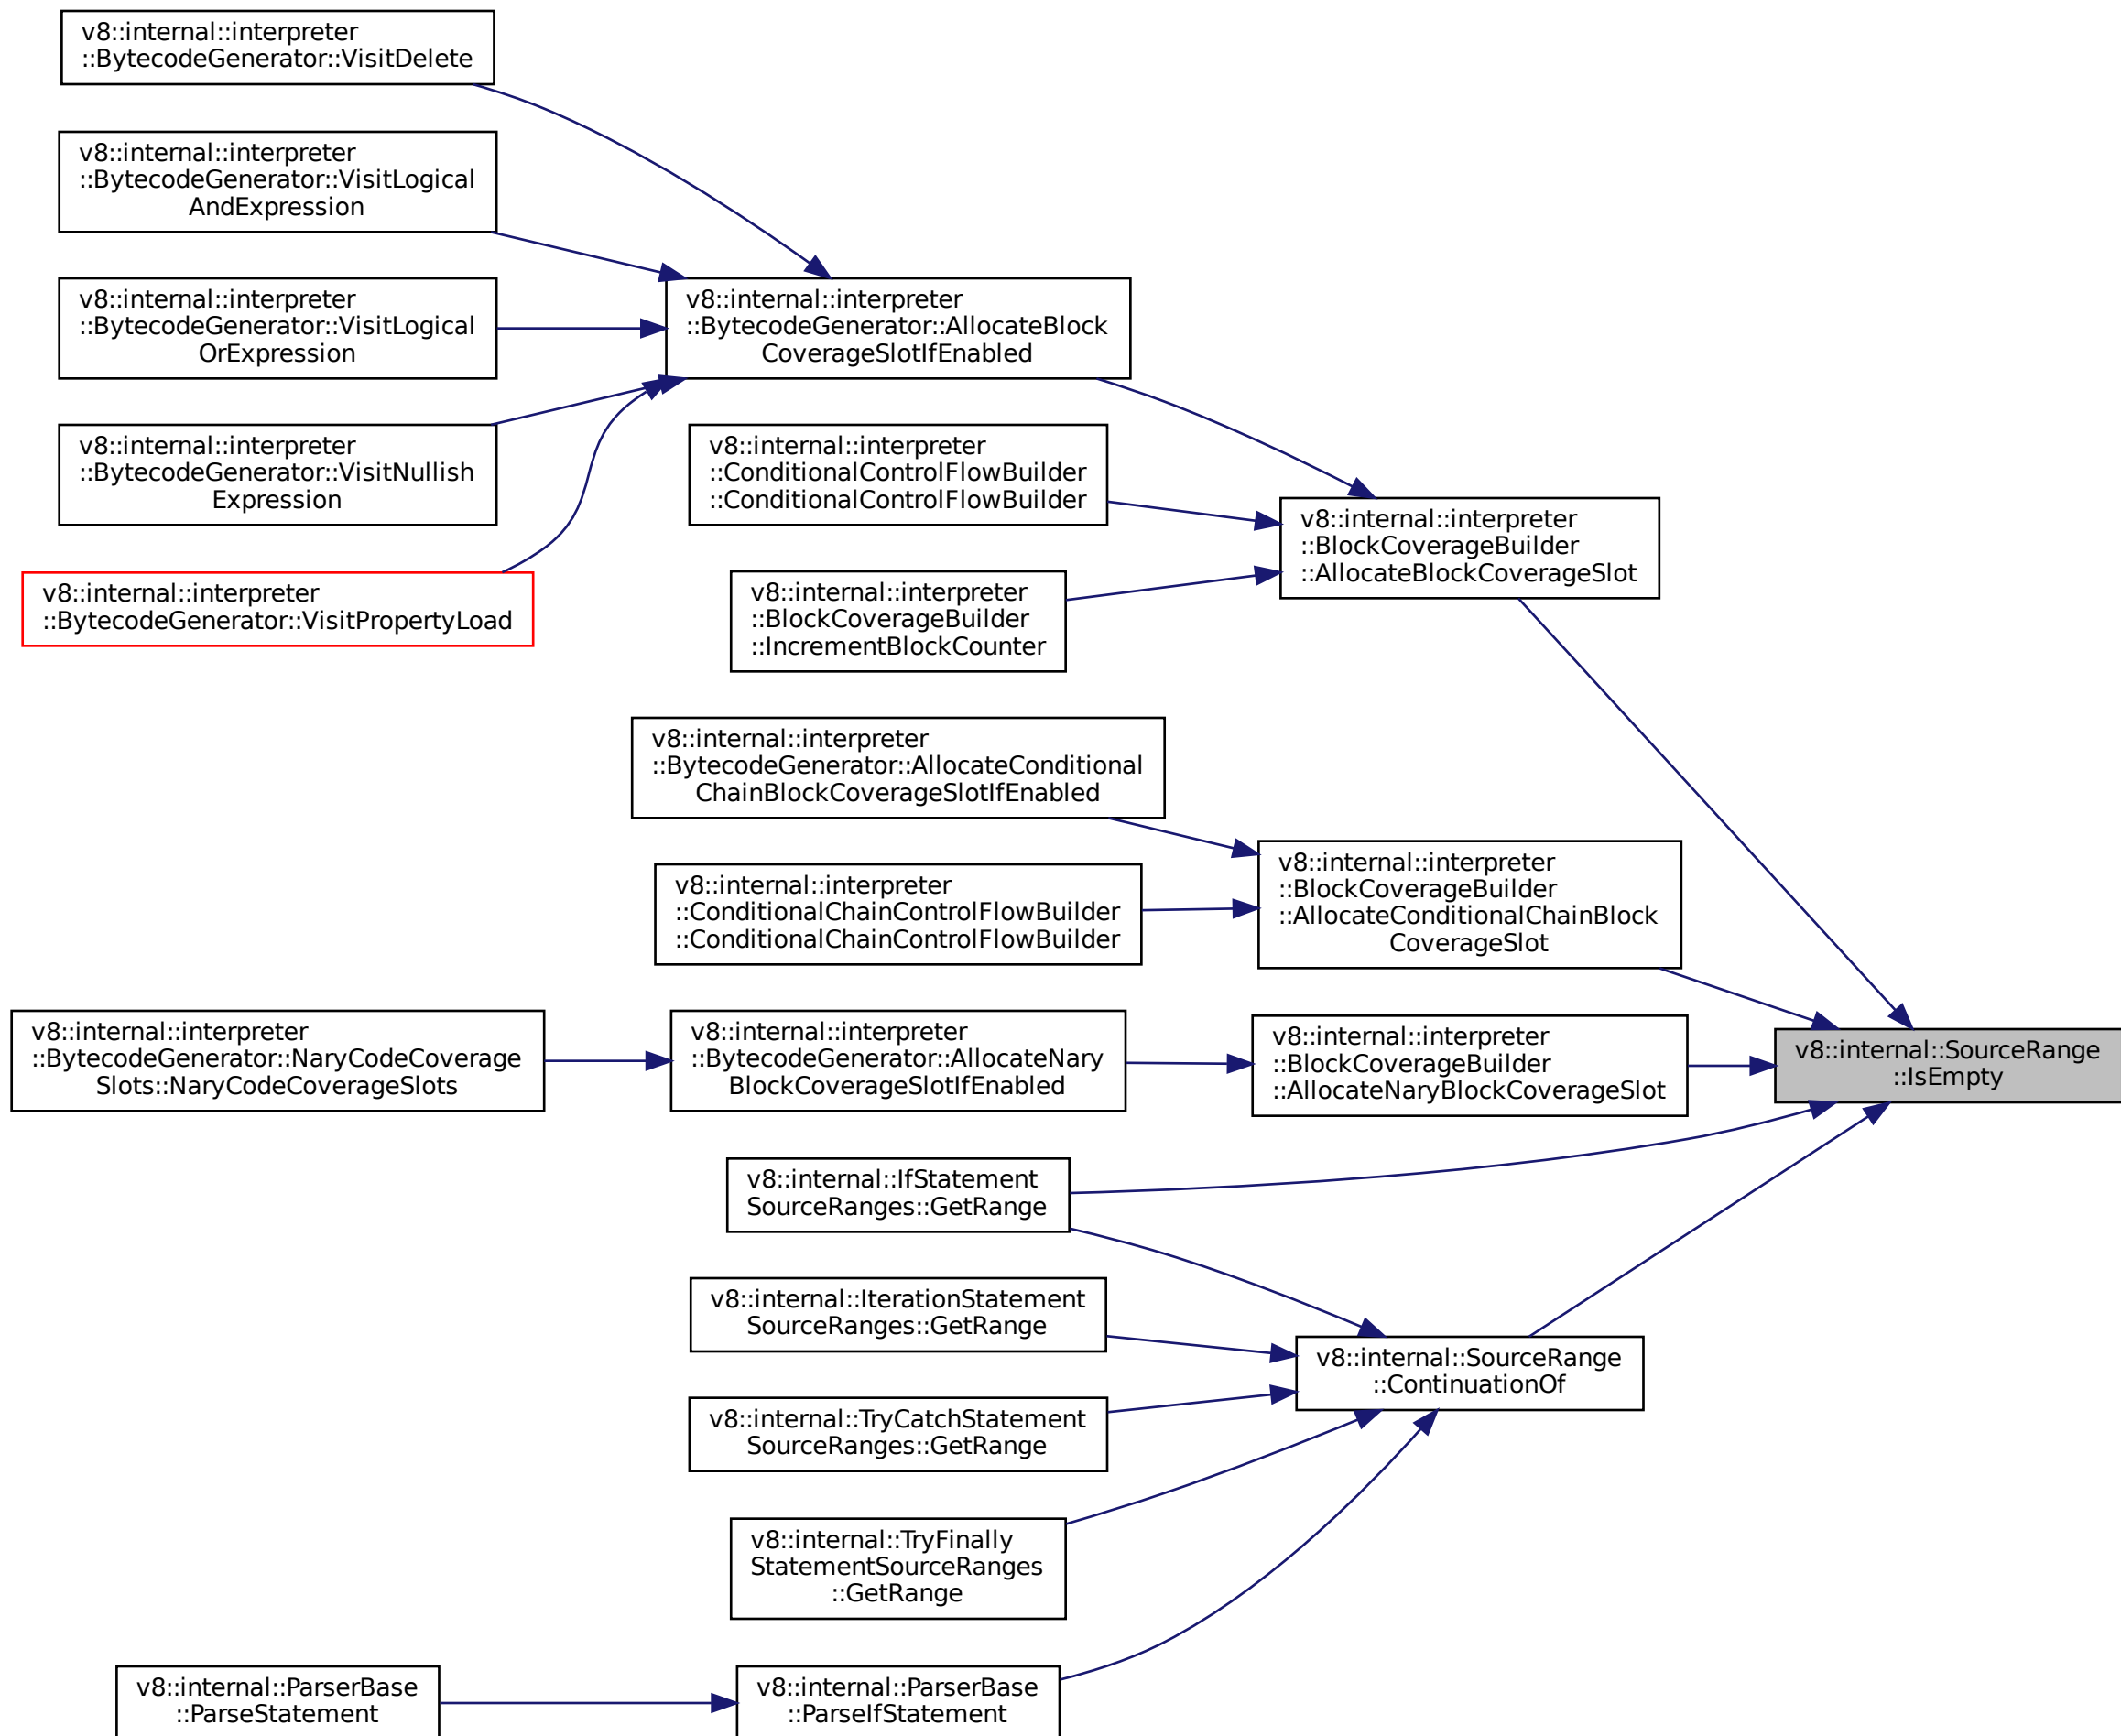 v8::internal::interpreter
::BytecodeGenerator::VisitDelete
v8::internal::interpreter
::BytecodeGenerator::VisitLogical
AndExpression
v8::internal::interpreter
::BytecodeGenerator::VisitLogical
OrExpression
v8::internal::interpreter
::BytecodeGenerator::VisitNullish
Expression
v8::internal::interpreter
::BytecodeGenerator::VisitPropertyLoad
v8::internal::interpreter
::BytecodeGenerator::AllocateBlock
CoverageSlotIfEnabled
v8::internal::interpreter
::ConditionalControlFlowBuilder
::ConditionalControlFlowBuilder
v8::internal::interpreter
::BlockCoverageBuilder
::IncrementBlockCounter
v8::internal::interpreter
::BlockCoverageBuilder
::AllocateBlockCoverageSlot
v8::internal::interpreter
::BytecodeGenerator::AllocateConditional
ChainBlockCoverageSlotIfEnabled
v8::internal::interpreter
::ConditionalChainControlFlowBuilder
::ConditionalChainControlFlowBuilder
v8::internal::interpreter
::BlockCoverageBuilder
::AllocateConditionalChainBlock
CoverageSlot
v8::internal::interpreter
::BytecodeGenerator::NaryCodeCoverage
Slots::NaryCodeCoverageSlots
v8::internal::interpreter
::BytecodeGenerator::AllocateNary
BlockCoverageSlotIfEnabled
v8::internal::interpreter
::BlockCoverageBuilder
::AllocateNaryBlockCoverageSlot
v8::internal::SourceRange
::IsEmpty
v8::internal::IfStatement
SourceRanges::GetRange
v8::internal::IterationStatement
SourceRanges::GetRange
v8::internal::TryCatchStatement
SourceRanges::GetRange
v8::internal::SourceRange
::ContinuationOf
v8::internal::TryFinally
StatementSourceRanges
::GetRange
v8::internal::ParserBase
::ParseStatement
v8::internal::ParserBase
::ParseIfStatement